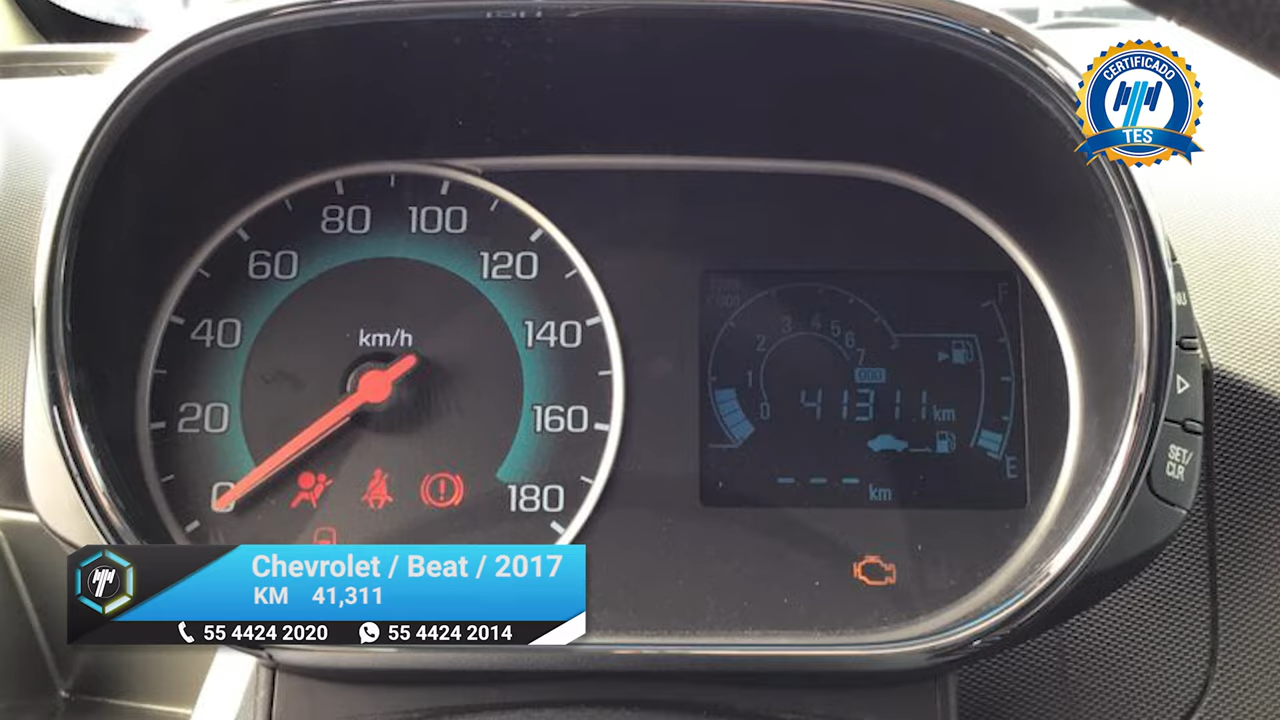 CERTIFICADO
TES
80 100
60 120
km/h
40 140
20 160
0 180
F
3 4 5
2 6
1 7
0 41311 km
--- km
E
SET/
CLR
Chevrolet / Beat / 2017
KM 41,311
55 4424 2020 55 4424 2014